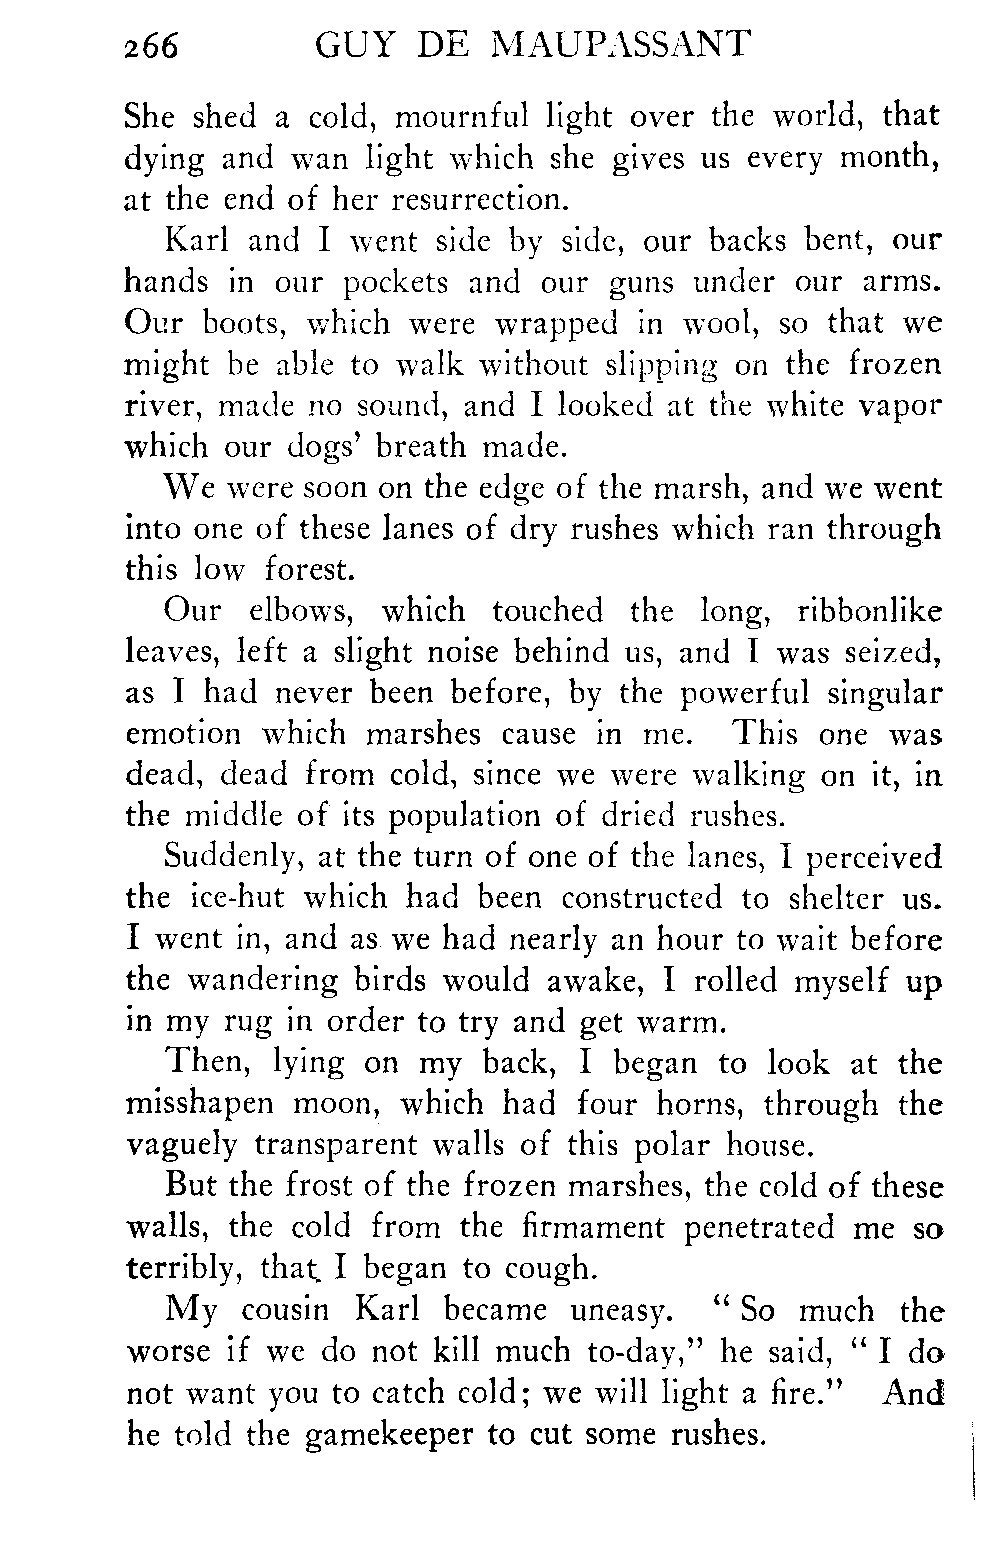 266 GUY DE MAUPASSANT
She shed a cold, mournful light over the world, that
dying and wan light which she gives us every month,
at the end of her resurrection.
Karl and I went side by side, our backs bent, our
hands in our pockets and our guns under our arms.
Our boots, which were wrapped in wool, so that we
might be able to walk without slipping on the frozen
river, made no sound, and I looked at the white vapor
which our dogs' breath made.
We were soon on the edge of the marsh, and we went
into one of these lanes of dry rushes which ran through
this low forest.
Our elbows, which touched the long, ribbonlike
leaves, left a slight noise behind us, and I was seized,
as I had never been before, by the powerful singular
emotion which marshes cause in me. This one was
dead, dead from cold, since we were walking on it, in
the middle of its population of dried rushes.
Suddenly, at the turn of one of the lanes, I perceived
the ice-hut which had been constructed to shelter us.
I went in, and as we had nearly an hour to wait before
the wandering birds would awake, I rolled myself up
in my rug in order to try and get warm.
Then, lying on my back, I began to look at the
misshapen moon, which had four horns, through the
vaguely transparent walls of this polar house.
But the frost of the frozen marshes, the cold of these
walls, the cold from the firmament penetrated me so
terribly, that I began to cough.
My cousin Karl became uneasy. "So much the
worse if we do not kill much to-day," he said, "I do
not want you to catch cold; we will light a fire." And
he told the gamekeeper to cut some rushes.